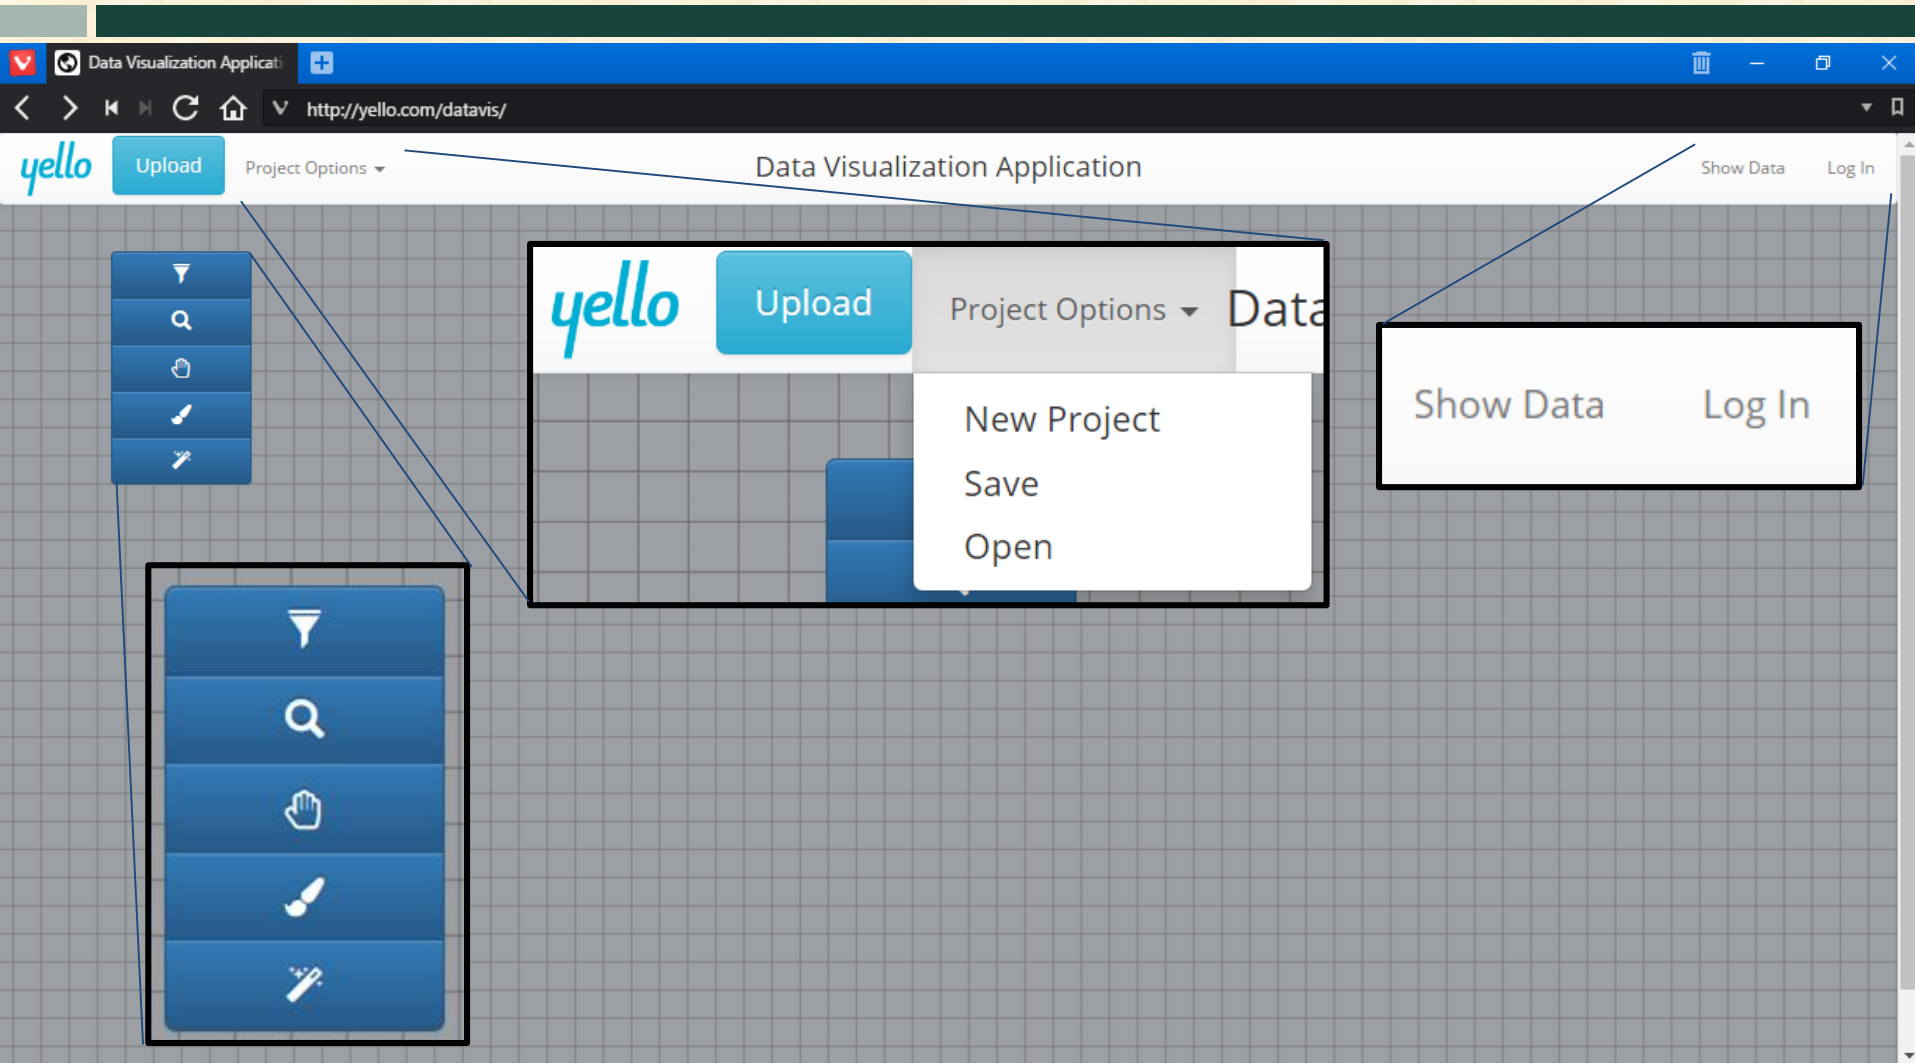 Data Visualization Applicati
http://yello.com/datavis/
yello
Upload
Project Options
Data Visualization Application
Show Data
Log In
yello
Upload
Project Options
Data
New Project
Save
Open
Show Data
Log In